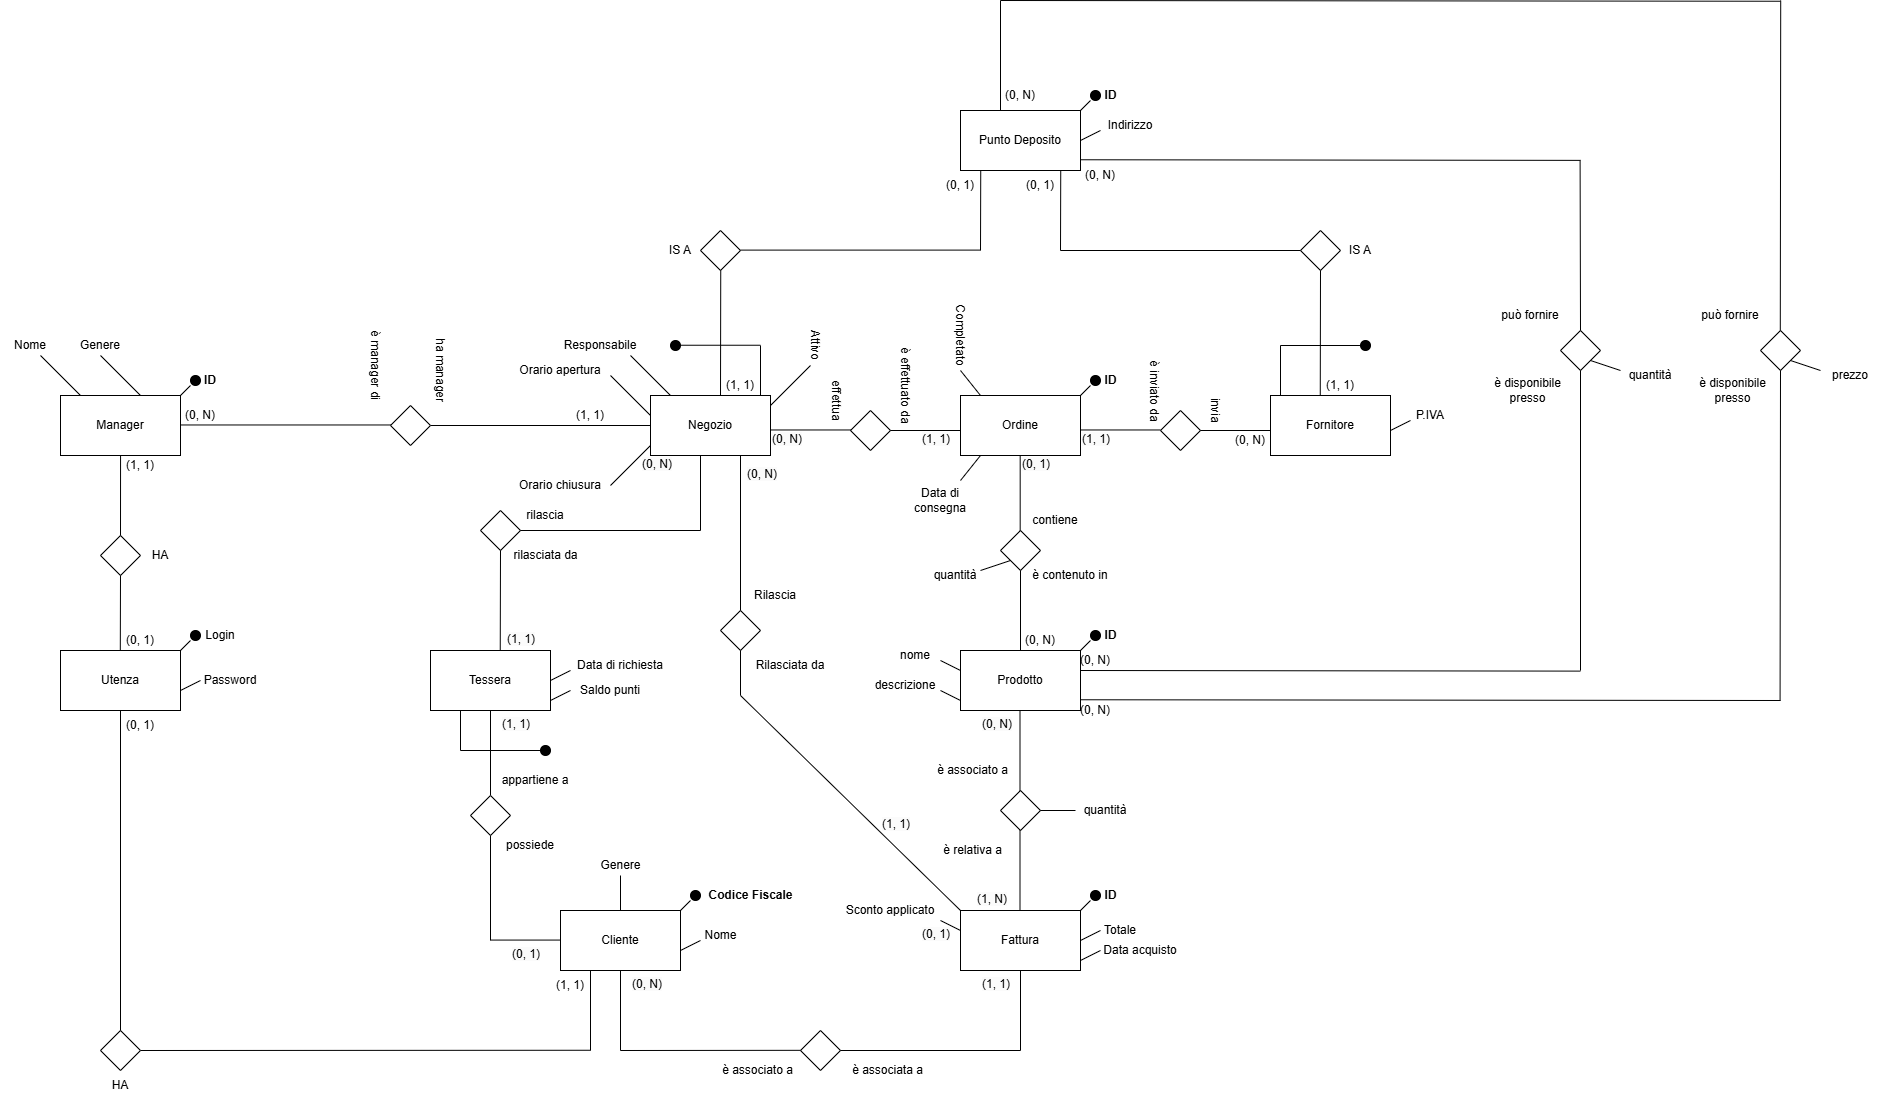 (0, N)
ID
Punto Deposito
Indirizzo
(0, 1)
(0, 1)
(0, N)
IS A
IS A
può fornire
quantità
è disponibile
presso
può fornire
prezzo
è disponibile
presso
Nome
Genere
ID
Manager
(0, N)
(1, 1)
è manager di
ha manager
(1, 1)
Responsabile
Orario apertura
Attivo
(1, 1)
Negozio
(0, N)
Orario chiusura
(0, N)
(0, N)
effettua
è effettuato da
(1, 1)
Completato
ID
Ordine
(1, 1)
Data di
consegna
(0, 1)
è inviato da
invia
(0, N)
(1, 1)
Fornitore
P.IVA
rilascia
rilasciata da
contiene
quantità
è contenuto in
HA
(0, 1)
Login
Utenza
Password
(0, 1)
(1, 1)
Tessera
Data di richiesta
Saldo punti
(1, 1)
appartiene a
possiede
Rilascia
Rilasciata da
(1, 1)
(0, N)
ID
nome
descrizione
Prodotto
(0, N)
(0, N)
(0, N)
è associato a
quantità
è relativa a
Genere
Codice Fiscale
Cliente
Nome
(0, 1)
(1, 1)
(0, N)
(1, N)
ID
Sconto applicato
(0, 1)
Fattura
Totale
Data acquisto
(1, 1)
è associato a
è associata a
HA